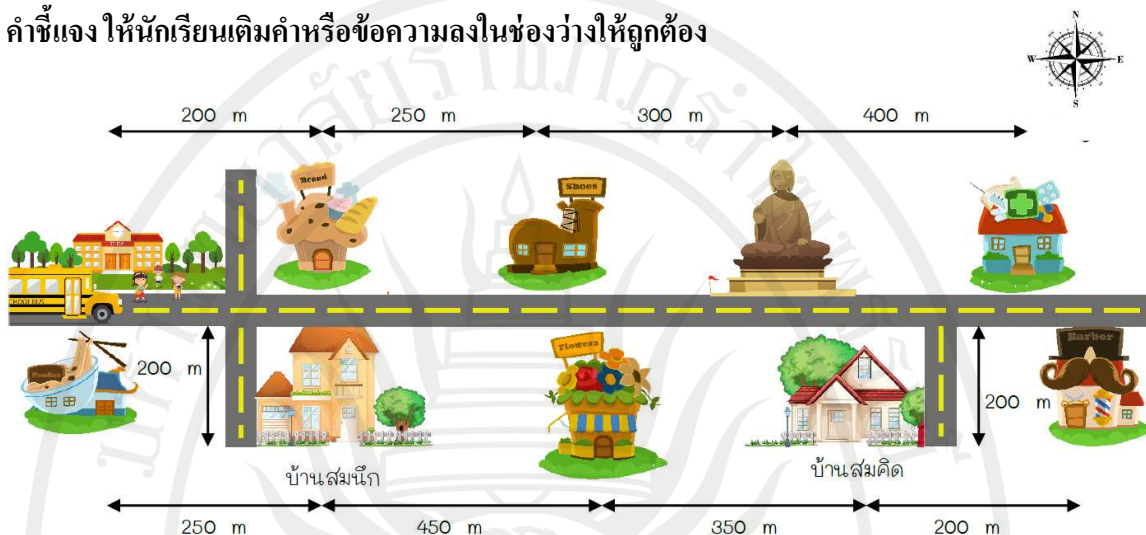 คำชี้แจง ให้นักเรียนเติมคำหรือข้อความลงในช่องว่างให้ถูกต้อง
N
W E
S
200 m 250 m 300 m 400 m
Bread
Shoes
Noodles
SCHOOL BUS
200 m
Flowers
Barber
200 m
บ้านสมนึก
บ้านสมคิด
250 m 450 m 350 m 200 m